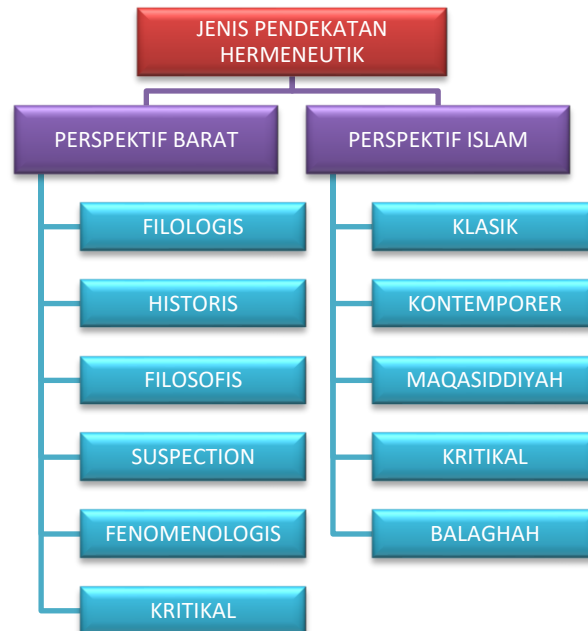 JENIS PENDEKATAN
HERMENEUTIK
PERSPEKTIF BARAT
FILOLOGIS
HISTORIS
FILOSOFIS
SUSPECTION
FENOMENOLOGIS
KRITIKAL
PERSPEKTIF ISLAM
KLASIK
KONTEMPORER
MAQASIDDIYAH
KRITIKAL
BALAGHAH